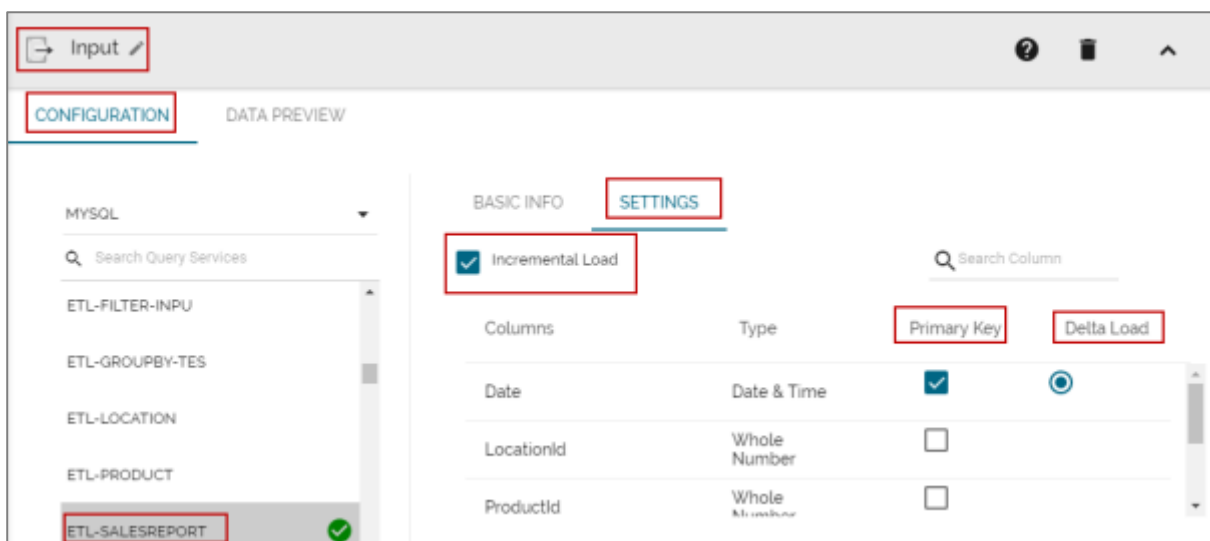 Input
CONFIGURATION
DATA PREVIEW
MYSQL
Search Query Services
ETL-FILTER-INPU
ETL-GROUPBY-TES
ETL-LOCATION
ETL-PRODUCT
ETL-SALESREPORT
BASIC INFO
SETTINGS
Incremental Load
Search Column
Columns Type Primary Key Delta Load
Date Date & Time
LocationId Whole
Number
ProductId Whole
Number